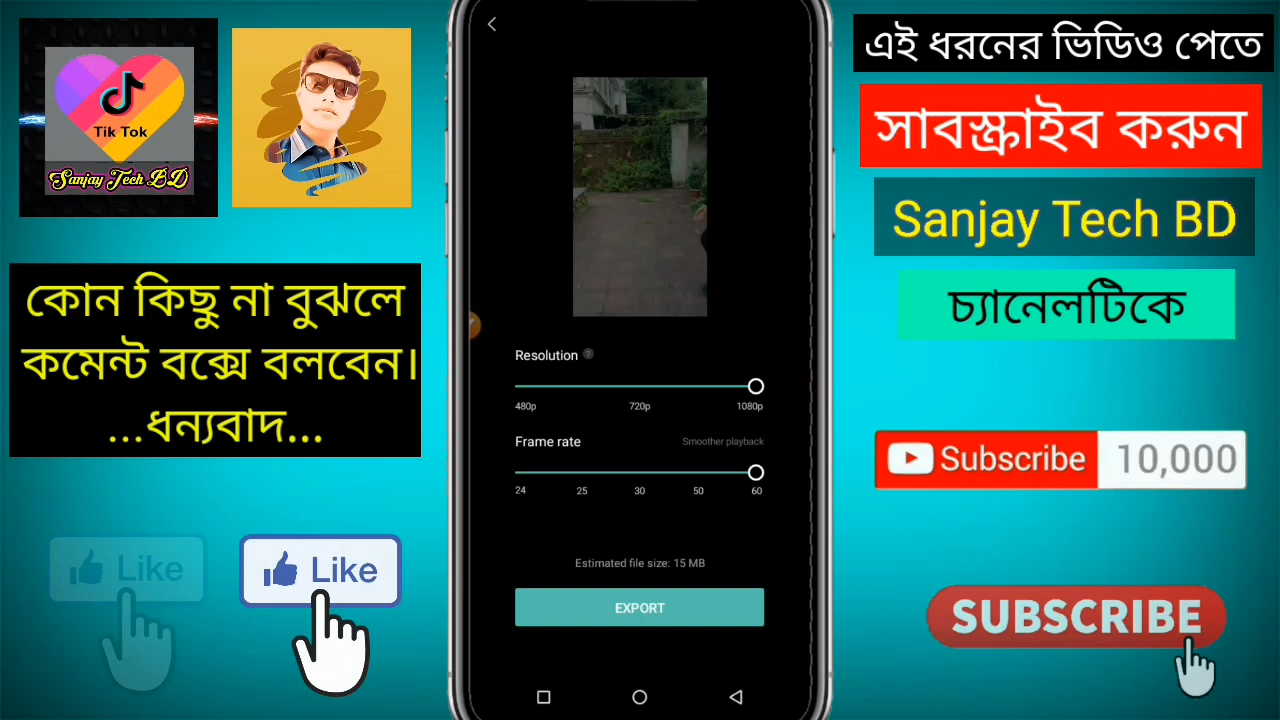 Tik Tok
Sanjay Tech BD
কোন কিছু না বুঝলে
কমেন্ট বক্সে বলবেন।
...ধন্যবাদ...
Like
Like
Resolution ?
480p 720p 1080p
Frame rate Smoother playback
24 25 30 50 60
Estimated file size: 15 MB
EXPORT
এই ধরনের ভিডিও পেতে
সাবস্ক্রাইব করুন
Sanjay Tech BD
চ্যানেলটিকে
Subscribe 10,000
SUBSCRIBE